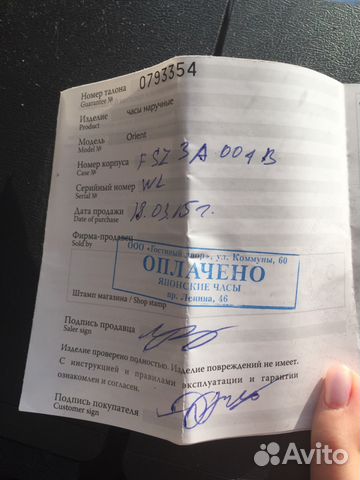 Номер талона 0793354
Guarantee №
Изделие часы наручные
Product
Модель Orient
Model №
Номер корпуса FSZ3A001B
Case №
Серийный номер WL
Serial №
Дата продажи 18.03.15г.
Date of purchase
Фирма-продавец
Sold by
ООО «Гостиный двор», ул. Коммуны, 60
ОПЛАЧЕНО
ЯПОНСКИЕ ЧАСЫ
пр. Ленина, 46
Штамп магазина / Shop stamp
Подпись продавца
Saler sign
Изделие проверено полностью. Изделие повреждений не имеет.
С инструкцией и правилами эксплуатации и гарантии
ознакомлен и согласен.
Подпись покупателя
Customer sign
Avito